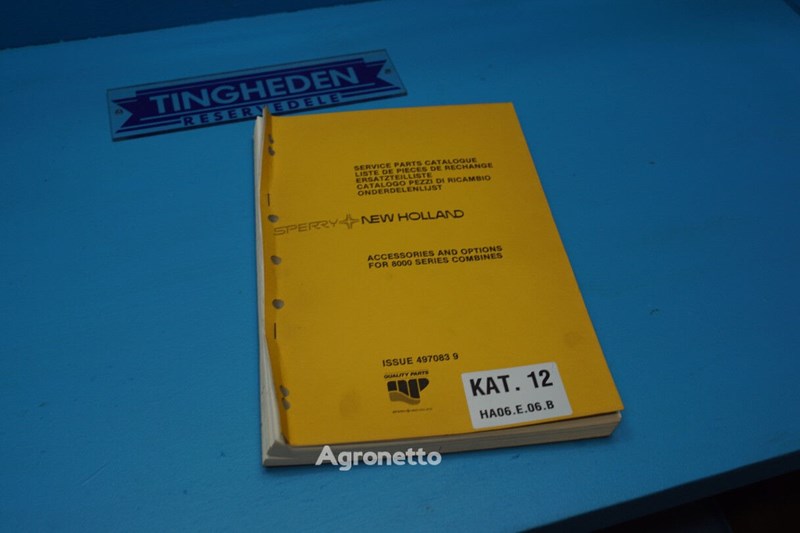 TINGHEDEN
RESERVEDELE
SERVICE PARTS CATALOGUE
LISTE DE PIECES DE RECHANGE
ERSATZTEILLISTE
CATALOGO PEZZI DI RICAMBIO
ONDERDELENLIJST
SPERRY NEW HOLLAND
ACCESSORIES AND OPTIONS
FOR 8000 SERIES COMBINES
ISSUE 497083 9
QUALITY PARTS
KAT. 12
HA06.E.06.B
Agronetto